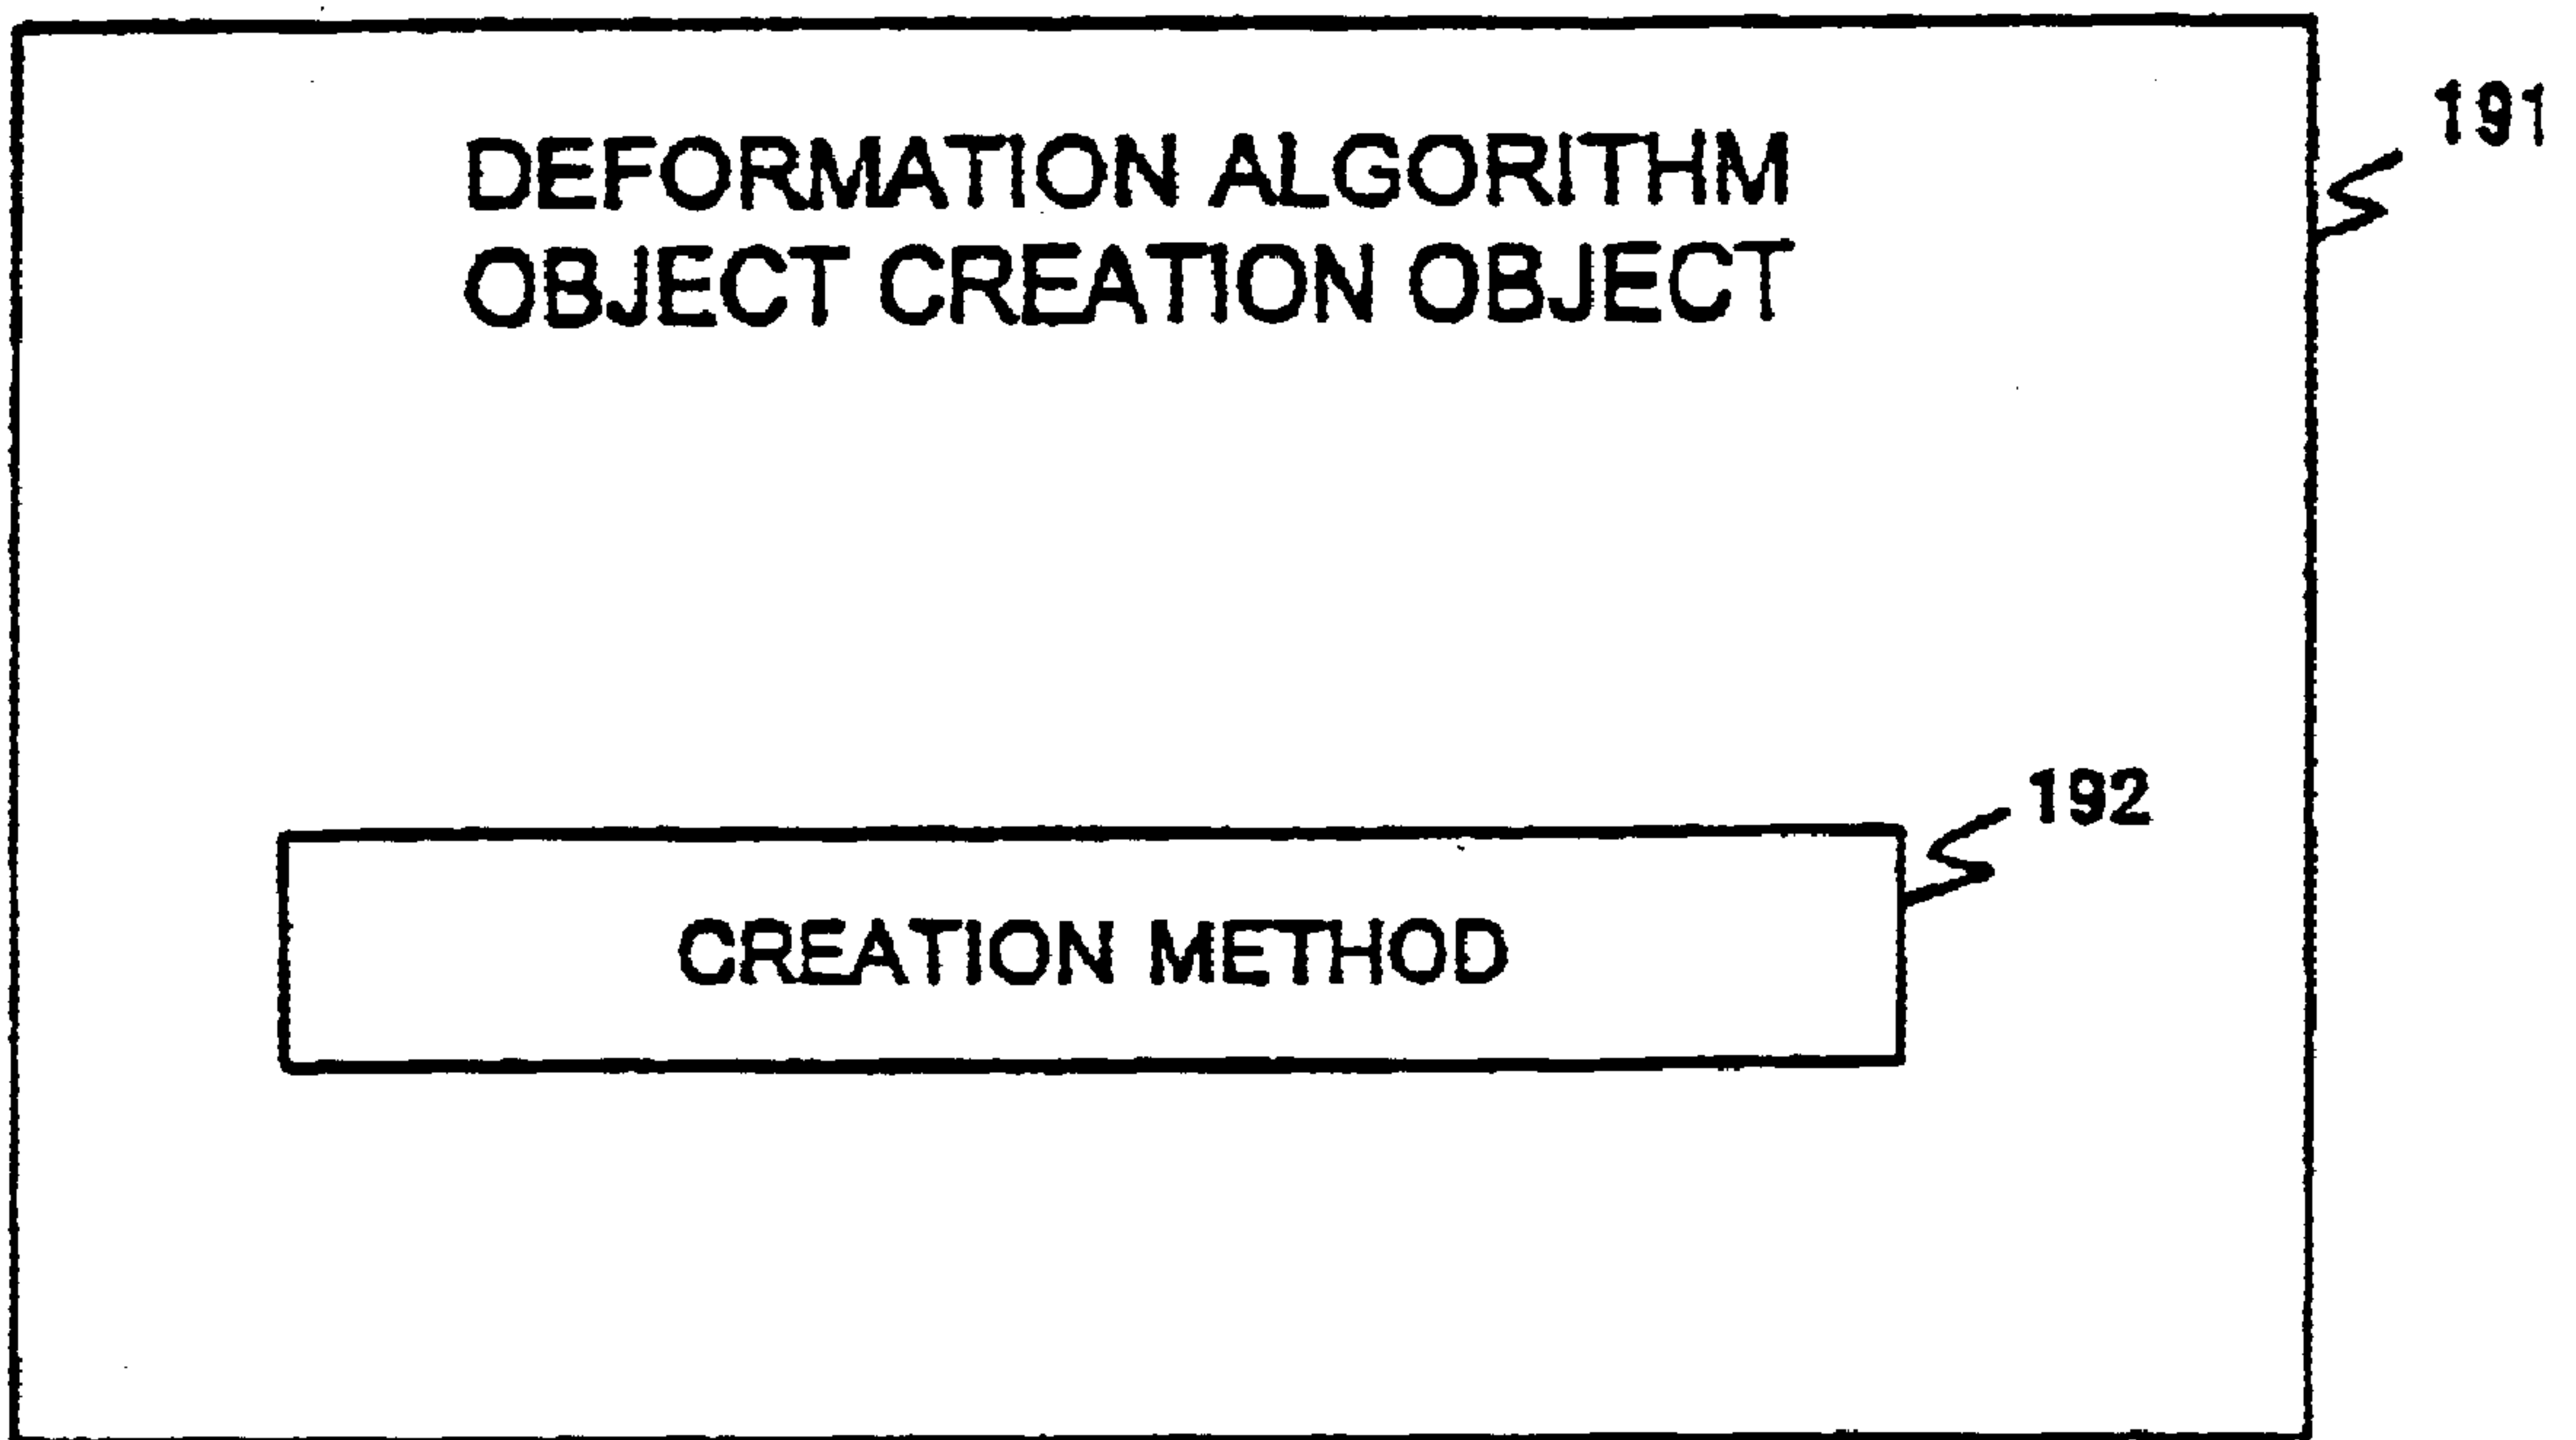 191
DEFORMATION ALGORITHM
OBJECT CREATION OBJECT
192
CREATION METHOD